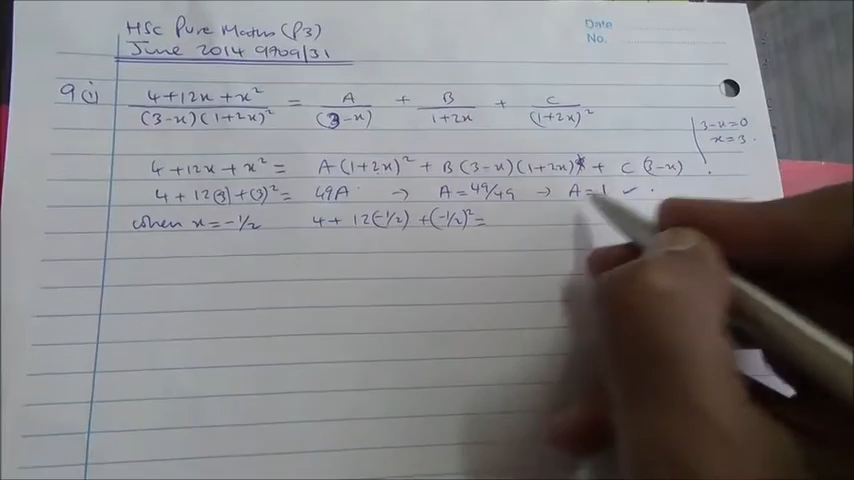 HSc Pure Maths (P3)
June 2014 9709/31
Date
No.
9(i) 4+12x+x² / (3-x)(1+2x)² = A / (3-x) + B / 1+2x + C / (1+2x)²
3-x=0
x=3.
4+12x+x² = A(1+2x)² + B(3-x)(1+2x) + C(3-x)
4+12(3)+(3)² = 49A → A=49/49 → A=1 ✓.
when x=-1/2 4+12(-1/2)+(-1/2)²=